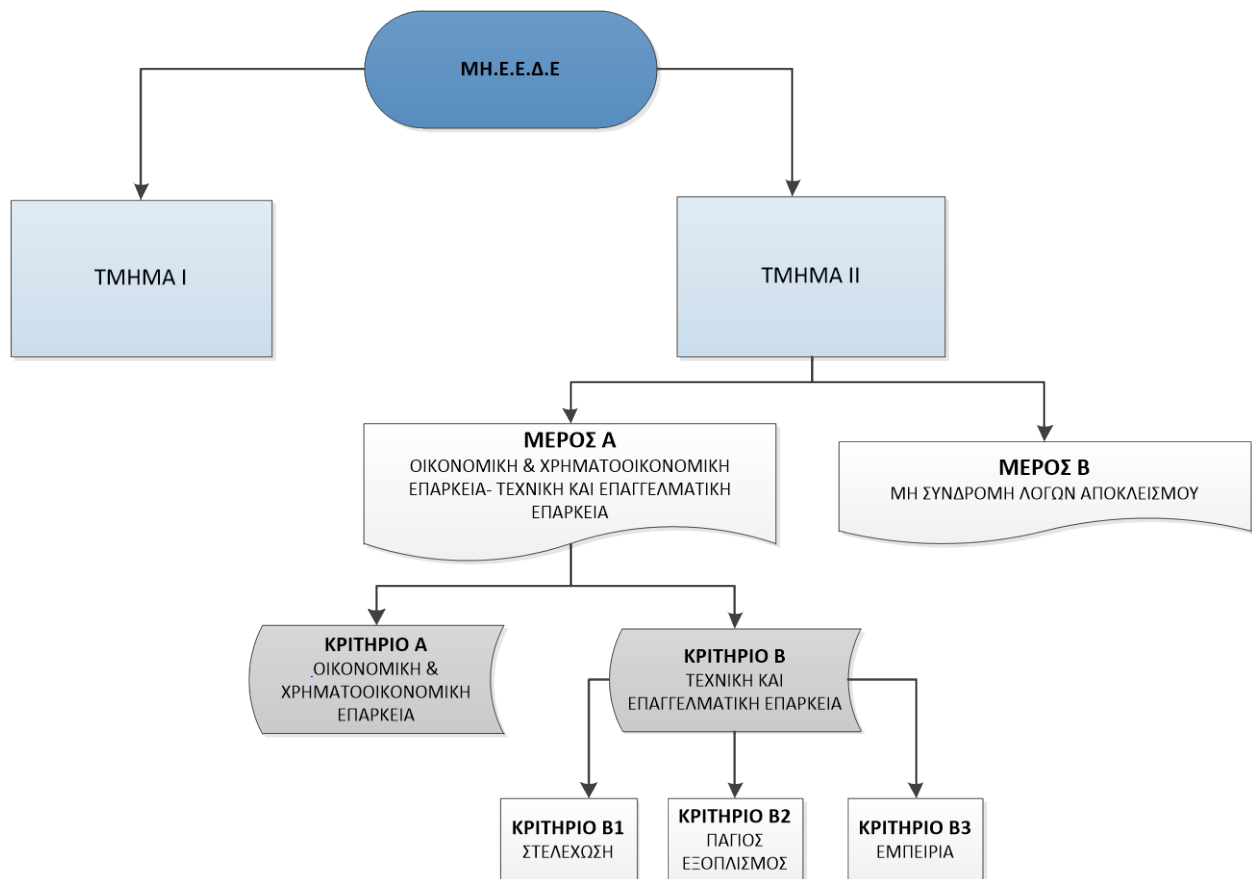 ΜΗ.Ε.Ε.Δ.Ε
ΤΜΗΜΑ Ι
ΤΜΗΜΑ ΙΙ
ΜΕΡΟΣ Α
ΟΙΚΟΝΟΜΙΚΗ & ΧΡΗΜΑΤΟΟΙΚΟΝΟΜΙΚΗ
ΕΠΑΡΚΕΙΑ- ΤΕΧΝΙΚΗ ΚΑΙ ΕΠΑΓΓΕΛΜΑΤΙΚΗ
ΕΠΑΡΚΕΙΑ
ΜΕΡΟΣ Β
ΜΗ ΣΥΝΔΡΟΜΗ ΛΟΓΩΝ ΑΠΟΚΛΕΙΣΜΟΥ
ΚΡΙΤΗΡΙΟ Α
ΟΙΚΟΝΟΜΙΚΗ &
ΧΡΗΜΑΤΟΟΙΚΟΝΟΜΙΚΗ
ΕΠΑΡΚΕΙΑ
ΚΡΙΤΗΡΙΟ Β
ΤΕΧΝΙΚΗ ΚΑΙ
ΕΠΑΓΓΕΛΜΑΤΙΚΗ ΕΠΑΡΚΕΙΑ
ΚΡΙΤΗΡΙΟ Β1
ΣΤΕΛΕΧΩΣΗ
ΚΡΙΤΗΡΙΟ Β2
ΠΑΓΙΟΣ
ΕΞΟΠΛΙΣΜΟΣ
ΚΡΙΤΗΡΙΟ Β3
ΕΜΠΕΙΡΙΑ